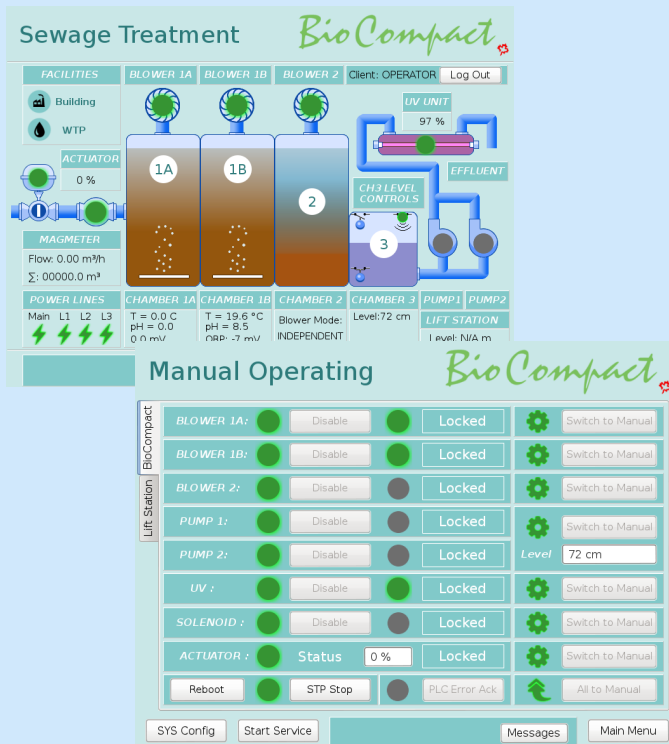 Sewage Treatment
BioCompact
FACILITIES
Building
WTP
BLOWER 1A
BLOWER 1B
BLOWER 2
Client: OPERATOR
Log Out
UV UNIT
97 %
ACTUATOR
0 %
1A
1B
2
3
EFFLUENT
CH3 LEVEL
CONTROLS
MAGMETER
Flow: 0.00 m³/h
∑: 00000.0 m³
POWER LINES
Main L1 L2 L3
CHAMBER 1A
T = 0.0 C
pH = 0.0
0.0 mV
CHAMBER 1B
T = 19.6 °C
pH = 8.5
ORP: -7 mV
CHAMBER 2
Blower Mode:
INDEPENDENT
CHAMBER 3
Level:72 cm
PUMP1
PUMP2
LIFT STATION
Level: N/A m
Manual Operating
BioCompact
BioCompact
Lift Station
BLOWER 1A: Disable Locked Switch to Manual
BLOWER 1B: Disable Locked Switch to Manual
BLOWER 2: Disable Locked Switch to Manual
PUMP 1: Disable Locked Switch to Manual
PUMP 2: Disable Locked Level 72 cm
UV : Disable Locked Switch to Manual
SOLENOID : Disable Locked Switch to Manual
ACTUATOR : Status 0 % Locked Switch to Manual
Reboot STP Stop PLC Error Ack All to Manual
SYS Config Start Service Messages Main Menu